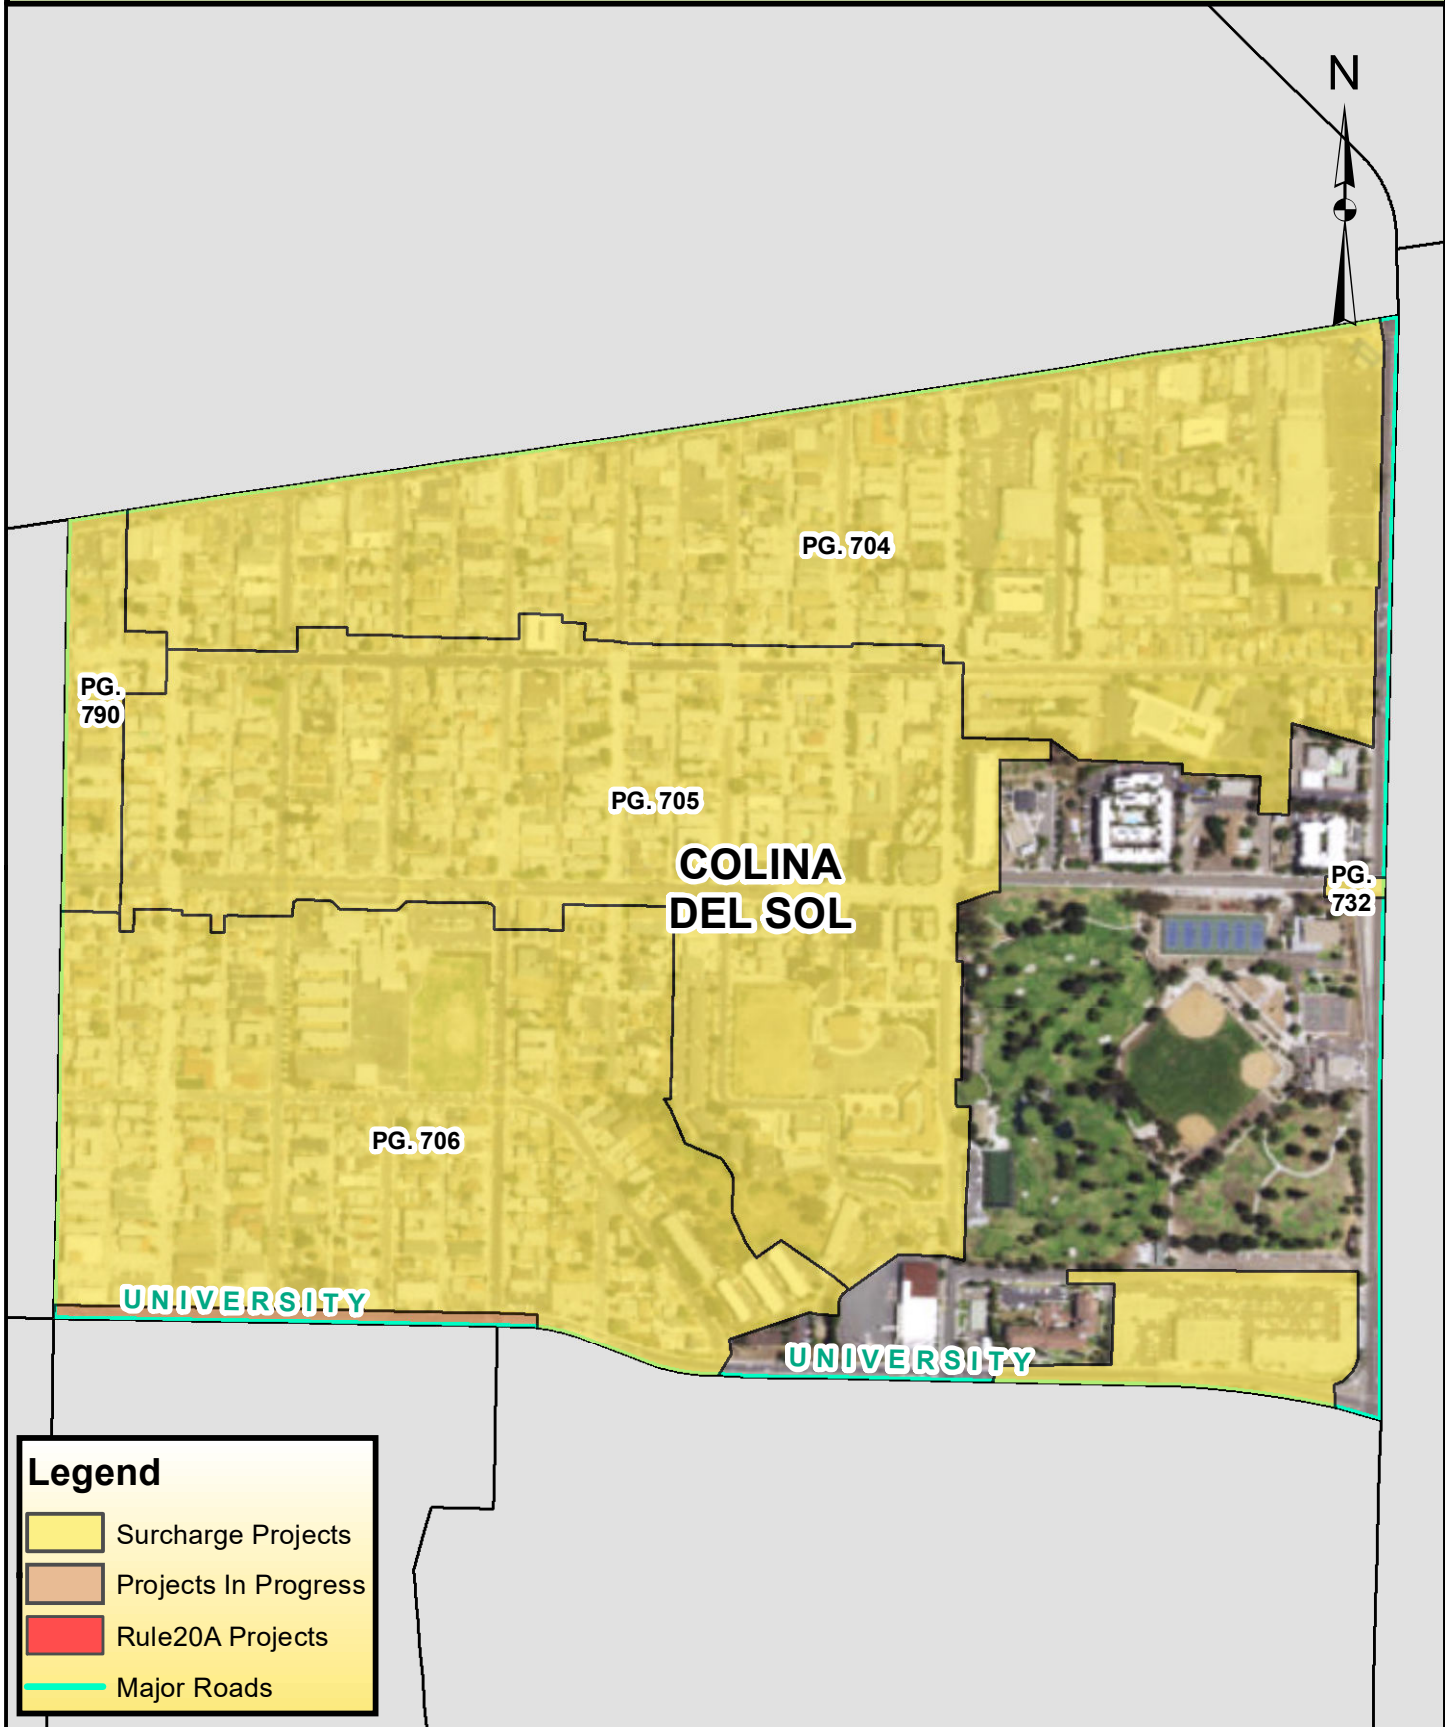 N
PG. 704
PG.
790
PG. 705
COLINA
DEL SOL
PG.
732
PG. 706
UNIVERSITY
UNIVERSITY
Legend
Surcharge Projects
Projects In Progress
Rule20A Projects
Major Roads